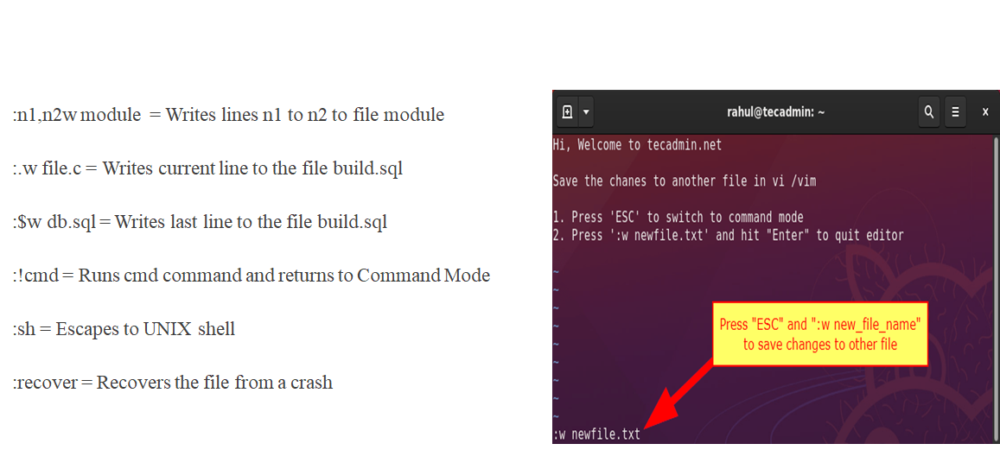 :n1,n2w module = Writes lines n1 to n2 to file module
:.w file.c = Writes current line to the file build.sql
:$w db.sql = Writes last line to the file build.sql
:!cmd = Runs cmd command and returns to Command Mode
:sh = Escapes to UNIX shell
:recover = Recovers the file from a crash
rahul@tecadmin: ~
Hi, Welcome to tecadmin.net
Save the chanes to another file in vi /vim
1. Press 'ESC' to switch to command mode
2. Press ':w newfile.txt' and hit "Enter" to quit editor
~
~
~
~
~
~
~
~
~
Press "ESC" and ":w new_file_name"
to save changes to other file
:w newfile.txt